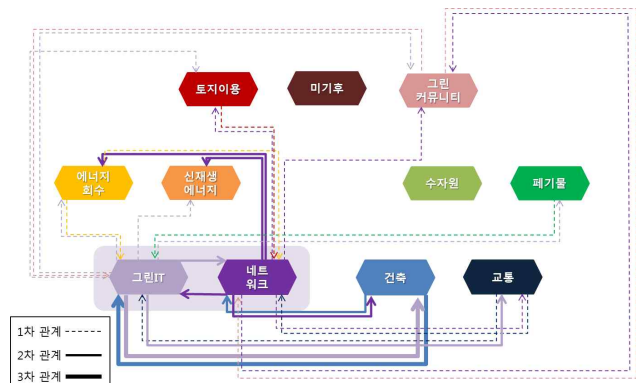 토지이용
미기후
그린
커뮤니티
에너지
회수
신재생
에너지
수자원
폐기물
그린IT
네트
워크
건축
교통
1차 관계
2차 관계
3차 관계